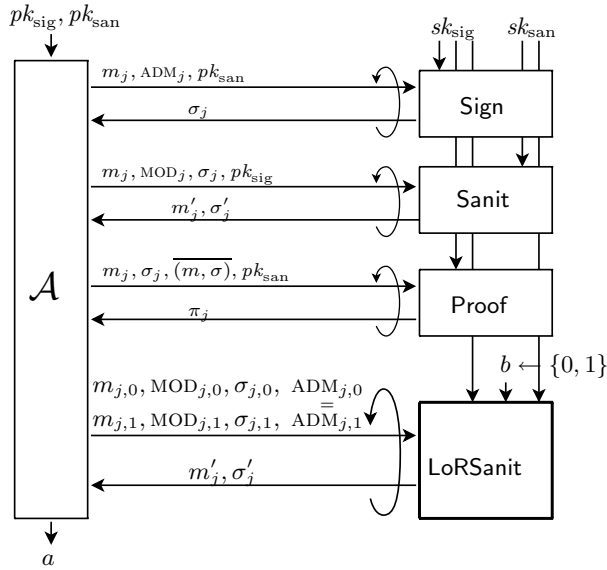 pk_sig, pk_san
sk_sig sk_san
m_j, ADM_j, pk_san
σ_j
Sign
m_j, MOD_j, σ_j, pk_sig
m'_j, σ'_j
Sanit
A
m_j, σ_j, \overline{(m, σ)}, pk_san
π_j
Proof
b ← {0, 1}
m_{j,0}, MOD_{j,0}, σ_{j,0}, ADM_{j,0}
=
m_{j,1}, MOD_{j,1}, σ_{j,1}, ADM_{j,1}
m'_j, σ'_j
LoRSanit
a